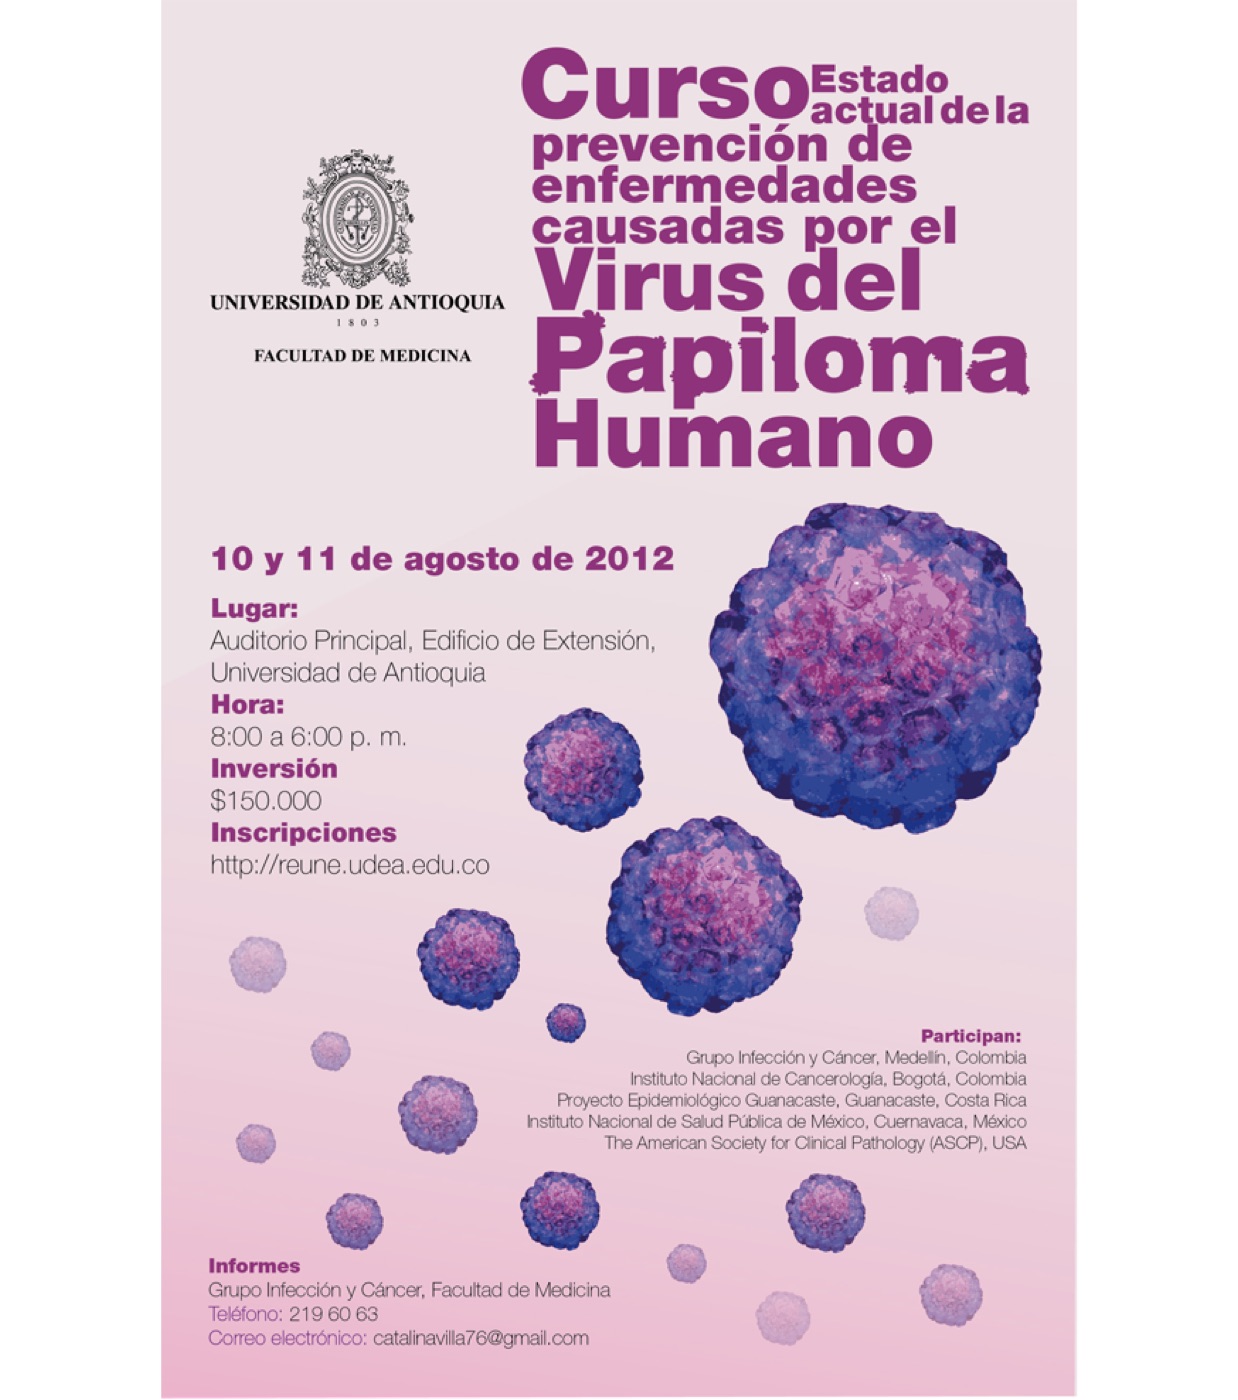 Curso Estado
actual de la
prevención de
enfermedades
causadas por el
Virus del
Papiloma
Humano
UNIVERSIDAD DE ANTIOQUIA
1803
FACULTAD DE MEDICINA
10 y 11 de agosto de 2012
Lugar:
Auditorio Principal, Edificio de Extensión,
Universidad de Antioquia
Hora:
8:00 a 6:00 p. m.
Inversión
$150.000
Inscripciones
http://reune.udea.edu.co
Participan:
Grupo Infección y Cáncer, Medellín, Colombia
Instituto Nacional de Cancerología, Bogotá, Colombia
Proyecto Epidemiológico Guanacaste, Guanacaste, Costa Rica
Instituto Nacional de Salud Pública de México, Cuernavaca, México
The American Society for Clinical Pathology (ASCP), USA
Informes
Grupo Infección y Cáncer, Facultad de Medicina
Teléfono: 219 60 63
Correo electrónico: catalinavilla76@gmail.com